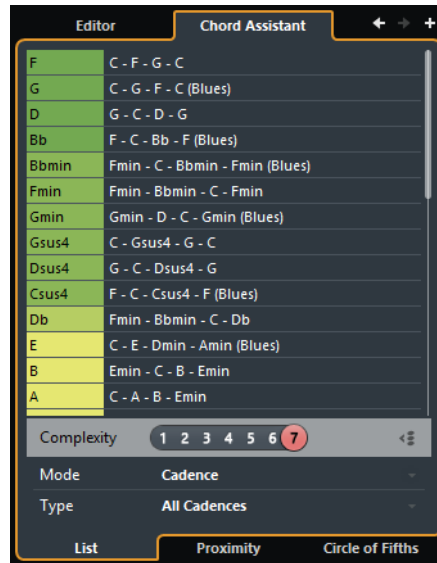 Editor Chord Assistant
F C - F - G - C
G C - G - F - C (Blues)
D G - C - D - G
Bb F - C - Bb - F (Blues)
Bbmin Fmin - C - Bbmin - Fmin (Blues)
Fmin Fmin - Bbmin - C - Fmin
Gmin Gmin - D - C - Gmin (Blues)
Gsus4 C - Gsus4 - G - C
Dsus4 G - C - Dsus4 - G
Csus4 F - C - Csus4 - F (Blues)
Db Fmin - Bbmin - C - Db
E C - E - Dmin - Amin (Blues)
B Emin - C - B - Emin
A C - A - B - Emin
Complexity 1 2 3 4 5 6 7
Mode Cadence
Type All Cadences
List Proximity Circle of Fifths